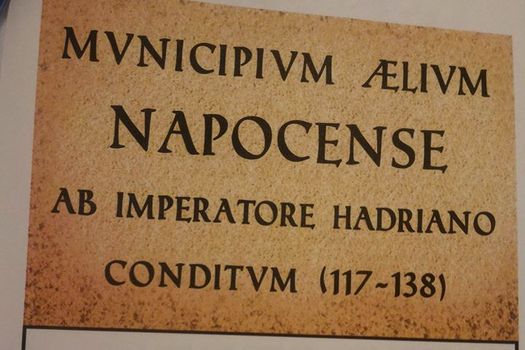 MVNICIPIVM ÆLIVM
NAPOCENSE
AB IMPERATORE HADRIANO
CONDITVM (117-138)